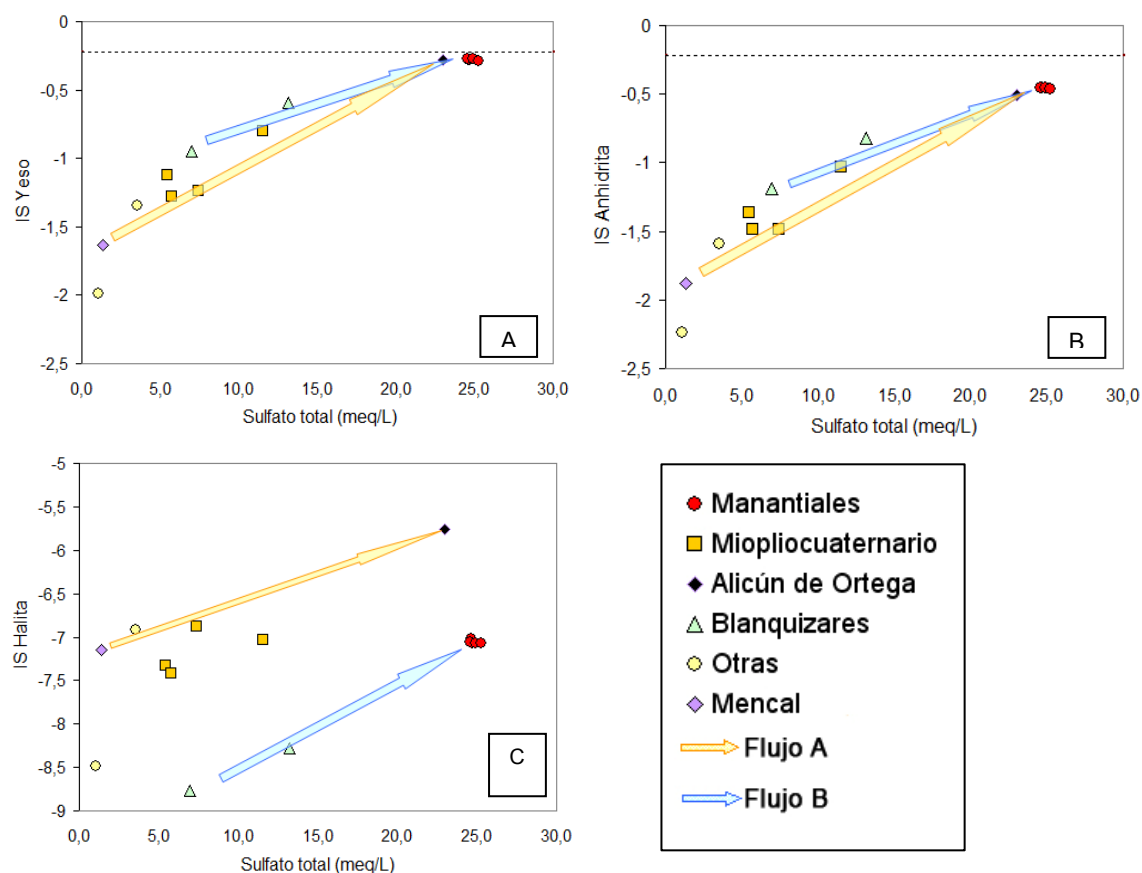 0
-0,5
-1
-1,5
-2
-2,5
IS Yeso
0,0 5,0 10,0 15,0 20,0 25,0 30,0
Sulfato total (meq/L)
A
0
-0,5
-1
-1,5
-2
-2,5
IS Anhidrita
0,0 5,0 10,0 15,0 20,0 25,0 30,0
Sulfato total (meq/L)
B
-5
-5,5
-6
-6,5
-7
-7,5
-8
-8,5
-9
IS Halita
0,0 5,0 10,0 15,0 20,0 25,0 30,0
Sulfato total (meq/L)
C
Manantiales
Miopliocuaternario
Alicún de Ortega
Blanquizares
Otras
Mencal
Flujo A
Flujo B